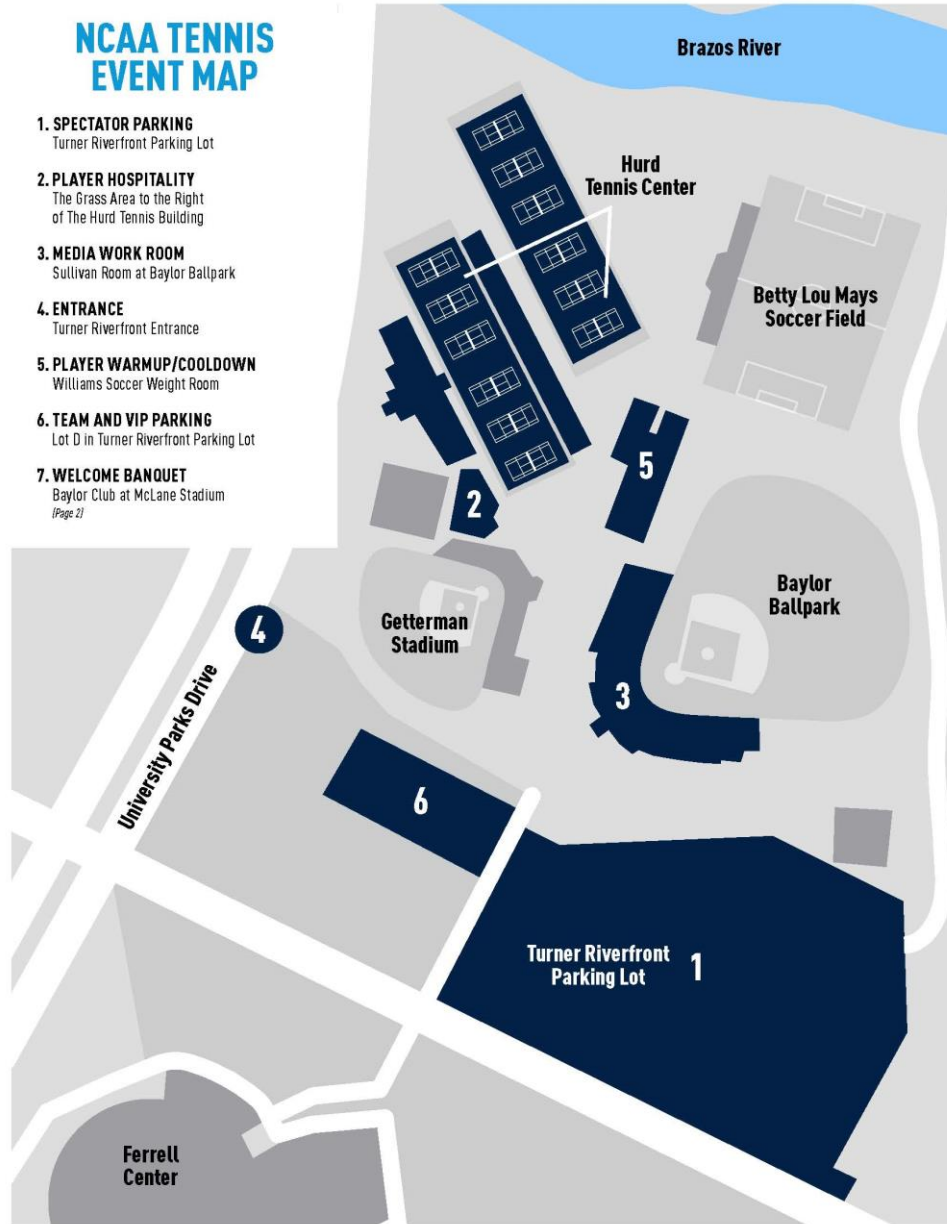 NCAA TENNIS
EVENT MAP
1. SPECTATOR PARKING
Turner Riverfront Parking Lot
2. PLAYER HOSPITALITY
The Grass Area to the Right
of The Hurd Tennis Building
3. MEDIA WORK ROOM
Sullivan Room at Baylor Ballpark
4. ENTRANCE
Turner Riverfront Entrance
5. PLAYER WARMUP/COOLDOWN
Williams Soccer Weight Room
6. TEAM AND VIP PARKING
Lot D in Turner Riverfront Parking Lot
7. WELCOME BANQUET
Baylor Club at McLane Stadium
(Page 2)
Brazos River
Hurd
Tennis Center
Betty Lou Mays
Soccer Field
5
2
Baylor
Ballpark
Getterman
Stadium
4
3
University Parks Drive
6
Turner Riverfront
Parking Lot
1
Ferrell
Center